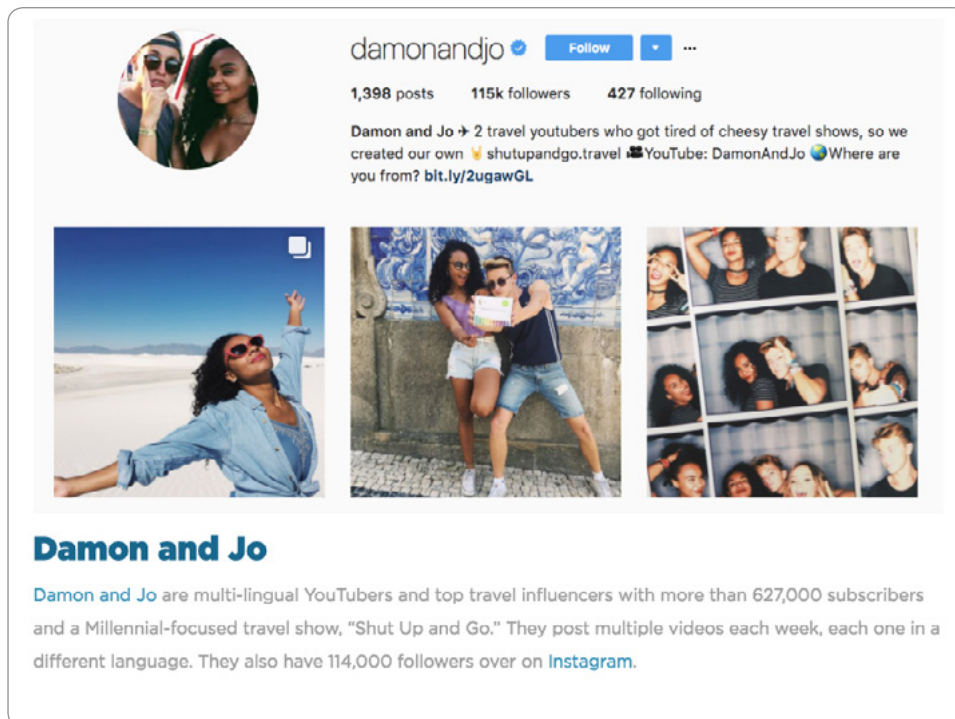 damonandjo Follow
1,398 posts 115k followers 427 following
Damon and Jo ✈ 2 travel youtubers who got tired of cheesy travel shows, so we
created our own 🤘 shutupandgo.travel 🎥YouTube: DamonAndJo 🌍Where are
you from? bit.ly/2ugawGL
Damon and Jo
Damon and Jo are multi-lingual YouTubers and top travel influencers with more than 627,000 subscribers
and a Millennial-focused travel show, “Shut Up and Go.” They post multiple videos each week, each one in a
different language. They also have 114,000 followers over on Instagram.